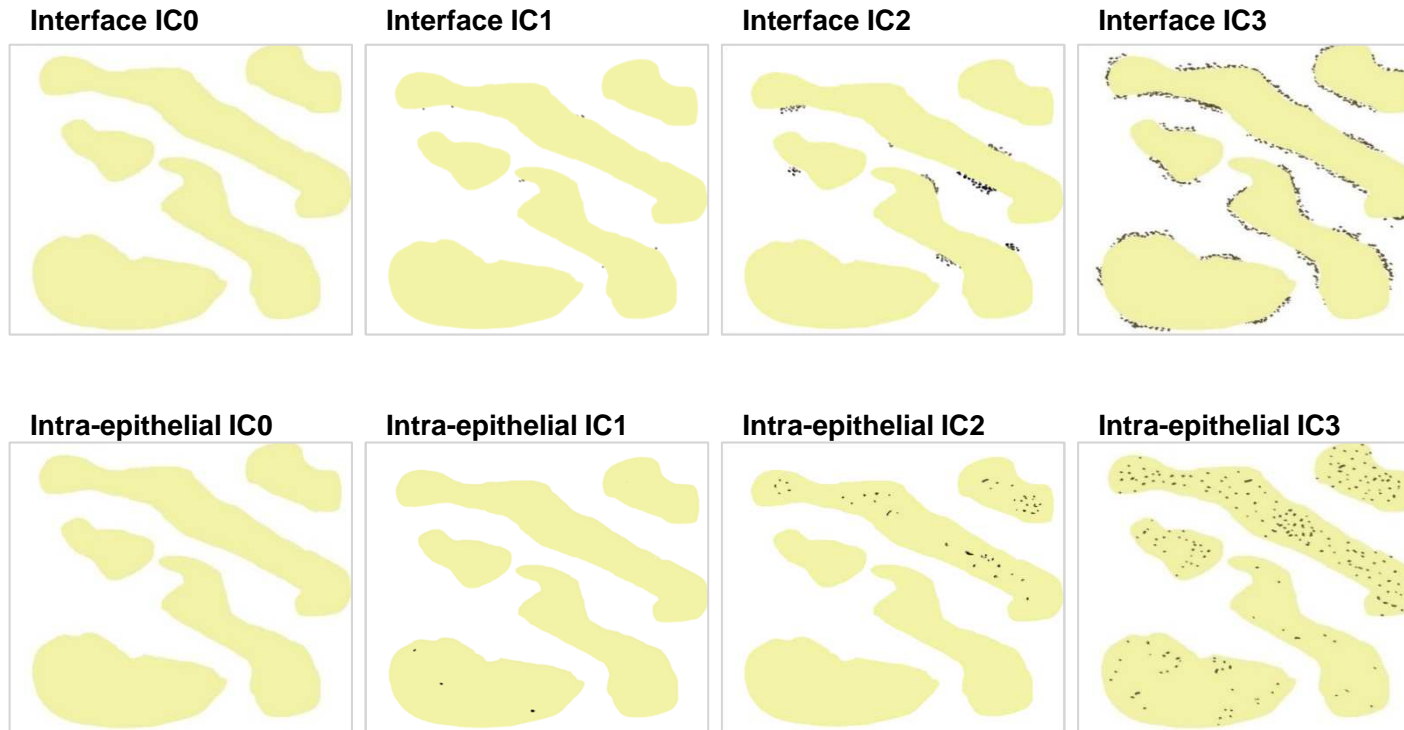 Interface IC0
Interface IC1
Interface IC2
Interface IC3
Intra-epithelial IC0
Intra-epithelial IC1
Intra-epithelial IC2
Intra-epithelial IC3